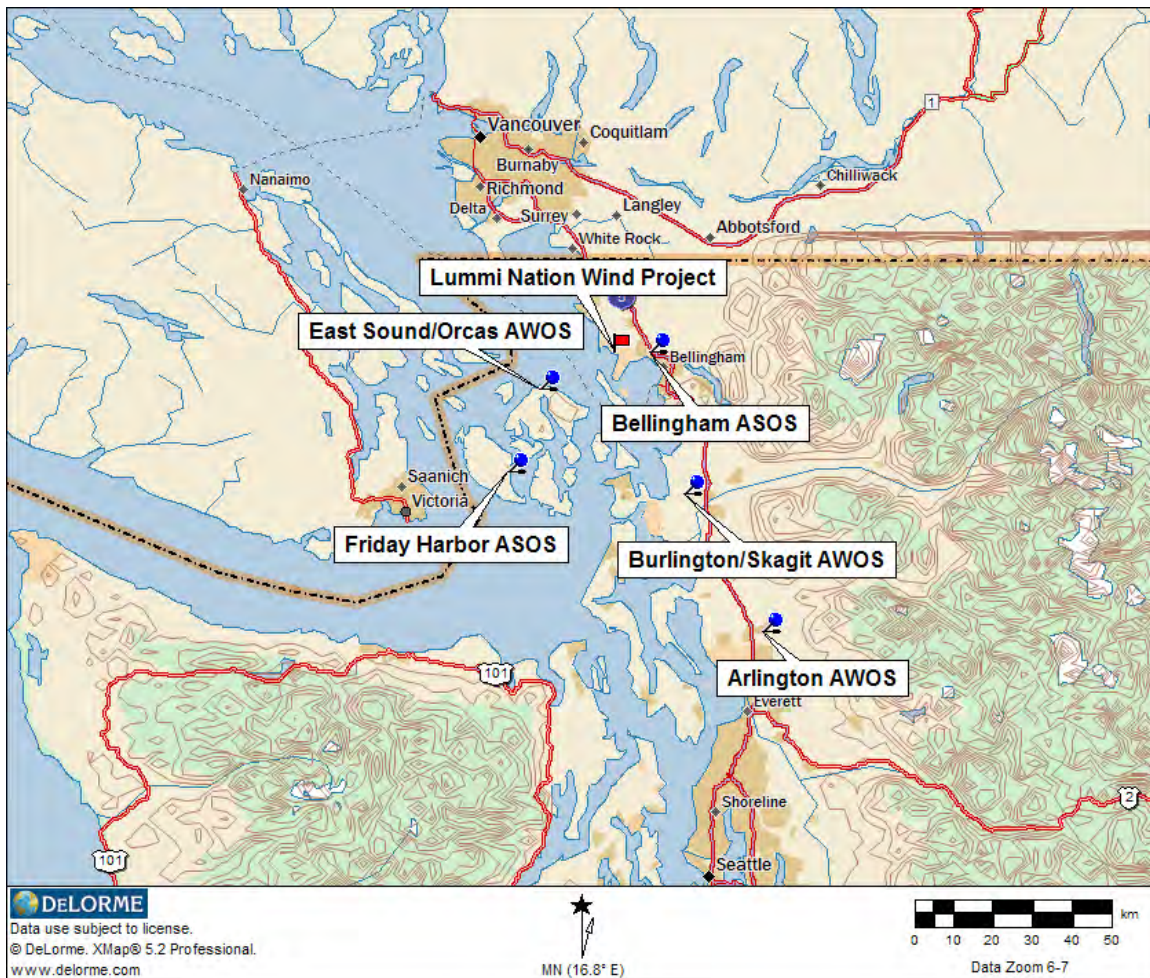 1
Vancouver
Coquitlam
Burnaby
Chilliwack
Nanaimo
Richmond
Langley
Delta
Surrey
Abbotsford
White Rock
Lummi Nation Wind Project
5
East Sound/Orcas AWOS
Bellingham
Bellingham ASOS
Saanich
Victoria
Friday Harbor ASOS
Burlington/Skagit AWOS
101
Arlington AWOS
Everett
Shoreline
2
101
Seattle
DELORME
Data use subject to license.
© DeLorme. XMap® 5.2 Professional.
www.delorme.com
MN (16.8° E)
km
0 10 20 30 40 50
Data Zoom 6-7